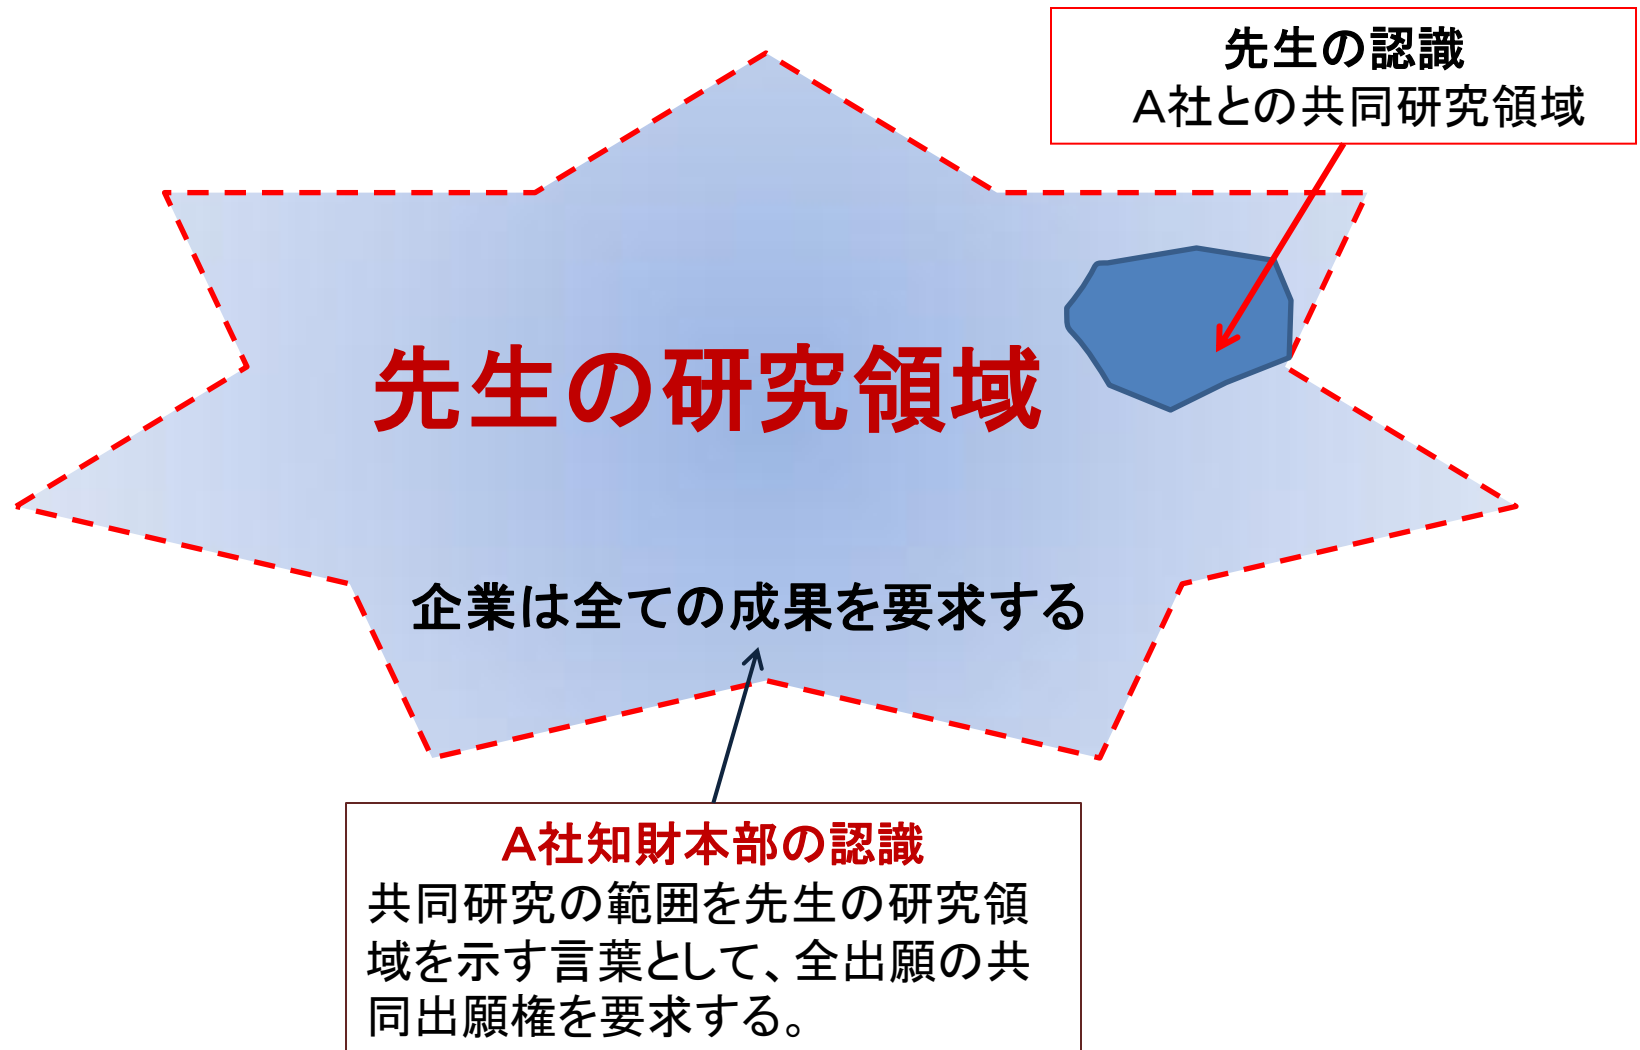 先生の認識
A社との共同研究領域
先生の研究領域
企業は全ての成果を要求する
A社知財本部の認識
共同研究の範囲を先生の研究領
域を示す言葉として、全出願の共
同出願権を要求する。